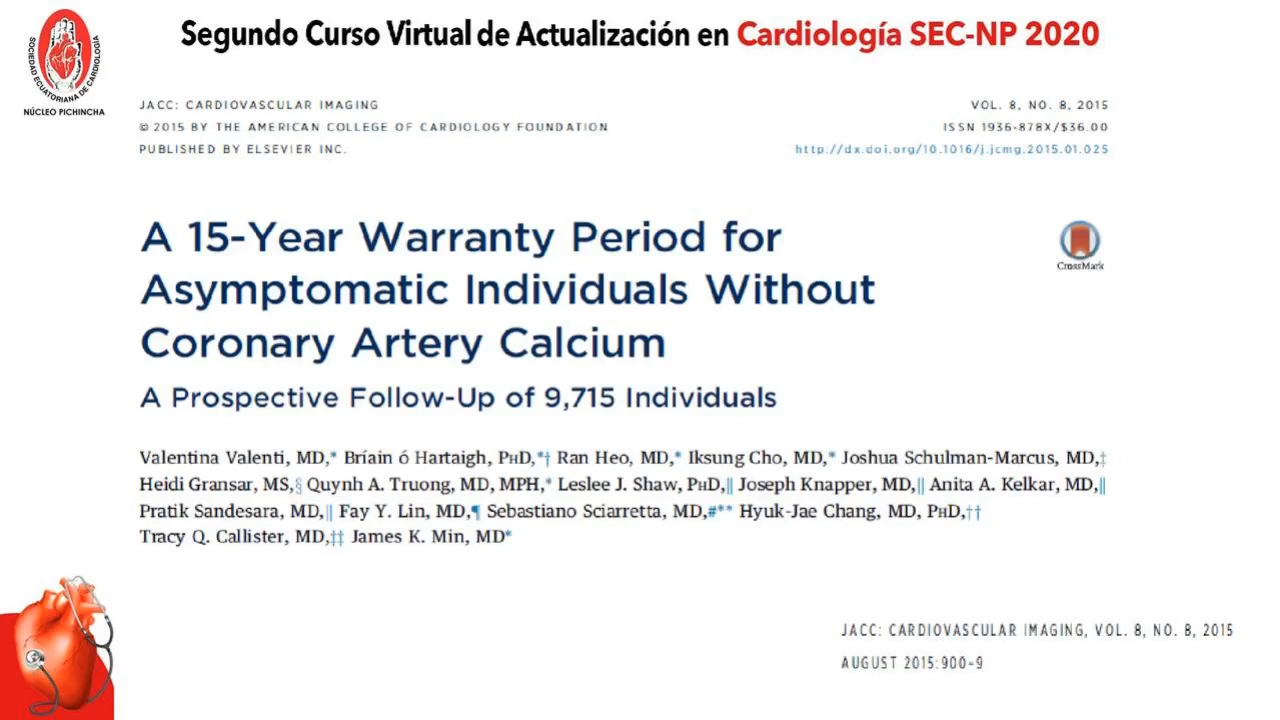 Segundo Curso Virtual de Actualización en Cardiología SEC-NP 2020
SOCIEDAD ECUATORIANA DE CARDIOLOGÍA
NÚCLEO PICHINCHA
JACC: CARDIOVASCULAR IMAGING
VOL. 8, NO. 8, 2015
© 2015 BY THE AMERICAN COLLEGE OF CARDIOLOGY FOUNDATION
ISSN 1936-878X/$36.00
PUBLISHED BY ELSEVIER INC.
http://dx.doi.org/10.1016/j.jcmg.2015.01.025
A 15-Year Warranty Period for
Asymptomatic Individuals Without
Coronary Artery Calcium
CrossMark
A Prospective Follow-Up of 9,715 Individuals
Valentina Valenti, MD,* Bríain ó Hartaigh, PhD,*† Ran Heo, MD,* Iksung Cho, MD,* Joshua Schulman-Marcus, MD,‡
Heidi Gransar, MS,§ Quynh A. Truong, MD, MPH,* Leslee J. Shaw, PhD,‖ Joseph Knapper, MD,‖ Anita A. Kelkar, MD,‖
Pratik Sandesara, MD,‖ Fay Y. Lin, MD,¶ Sebastiano Sciarretta, MD,#** Hyuk-Jae Chang, MD, PhD,††
Tracy Q. Callister, MD,‡‡ James K. Min, MD*
JACC: CARDIOVASCULAR IMAGING, VOL. 8, NO. 8, 2015
AUGUST 2015:900-9